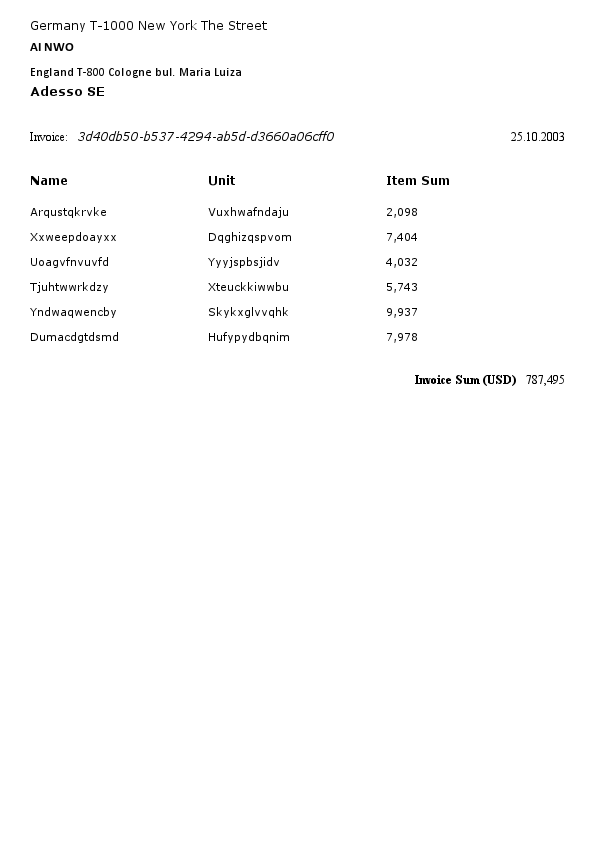 Germany T-1000 New York The Street
AI NWO
England T-800 Cologne bul. Maria Luiza
Adesso SE
Invoice: 3d40db50-b537-4294-ab5d-d3660a06cff0 25.10.2003
Name Unit Item Sum
Arqustqkrvke Vuxhwafndaju 2,098
Xxweepdoayxx Dqghizqspvom 7,404
Uoagvfnvuvfd Yyyjspbsjidv 4,032
Tjuhtwwrkdzy Xteuckkiwwbu 5,743
Yndwaqwencby Skykxglvvqhk 9,937
Dumacdgtdsmd Hufypydbqnim 7,978
Invoice Sum (USD) 787,495